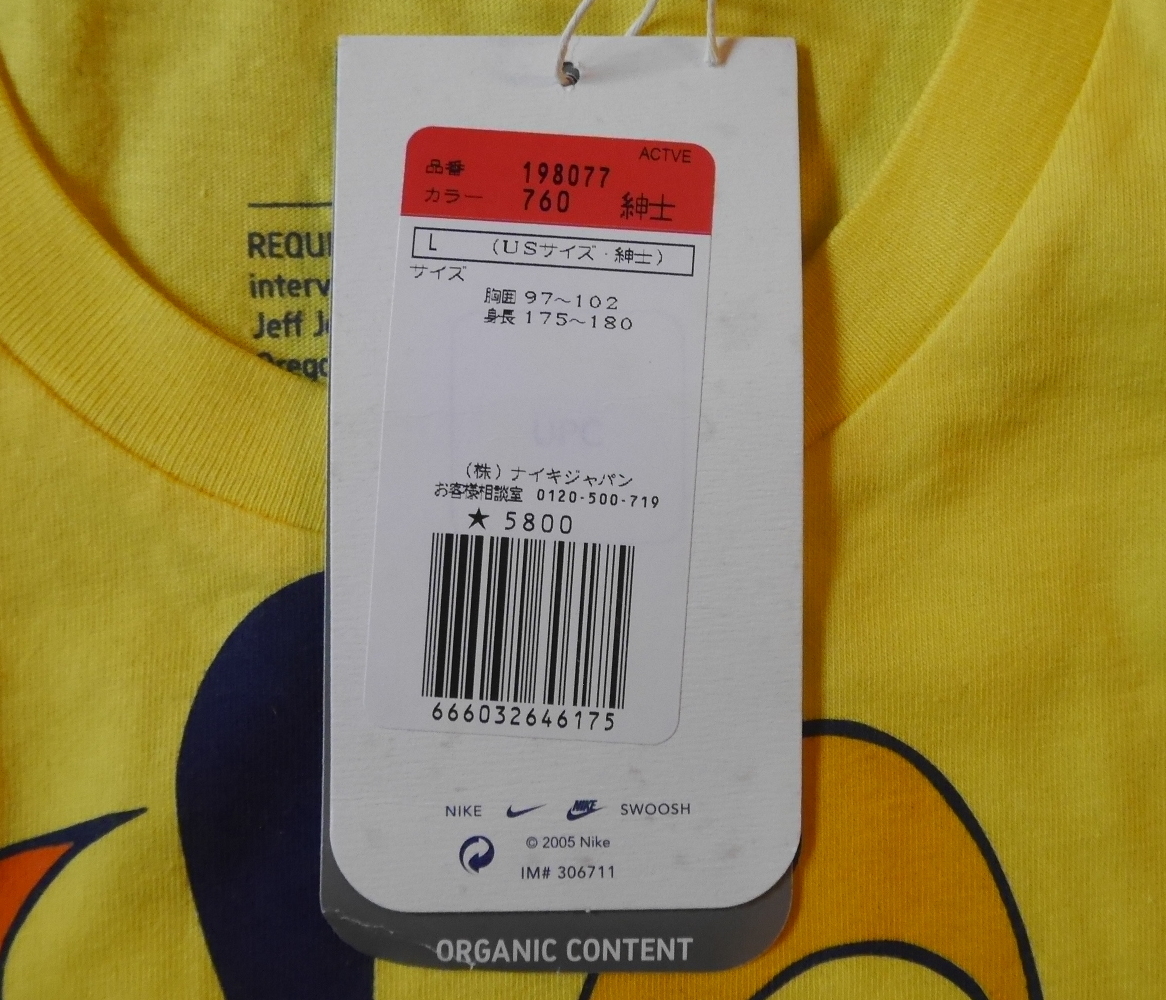 ACTVE
品番 198077
カラー 760 紳士
L (USサイズ・紳士)
サイズ
胸囲 97~102
身長 175~180
UPC
(株)ナイキジャパン
お客様相談室 0120-500-719
★ 5800
666032646175
NIKE NIKE SWOOSH
© 2005 Nike
IM# 306711
ORGANIC CONTENT
interv
Jeff